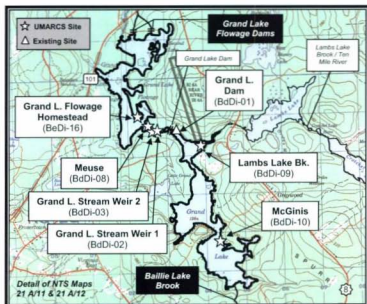 ☆ UMARCS Site
△ Existing Site
Grand Lake
Flowage Dams
Grand Lake Dam
Lambs Lake
Brook / Ten
Mile River
101
Grand L.
Dam
(BdDi-01)
Grand L. Flowage
Homestead
(BeDi-16)
Meuse
(BdDi-08)
Lambs Lake Bk.
(BdDi-09)
Grand L. Stream Weir 2
(BdDi-03)
McGinis
(BdDi-10)
Grand L. Stream Weir 1
(BdDi-02)
Grand
Lake
Baillie Lake
Brook
8
Detail of NTS Maps
21 A/11 & 21 A/12